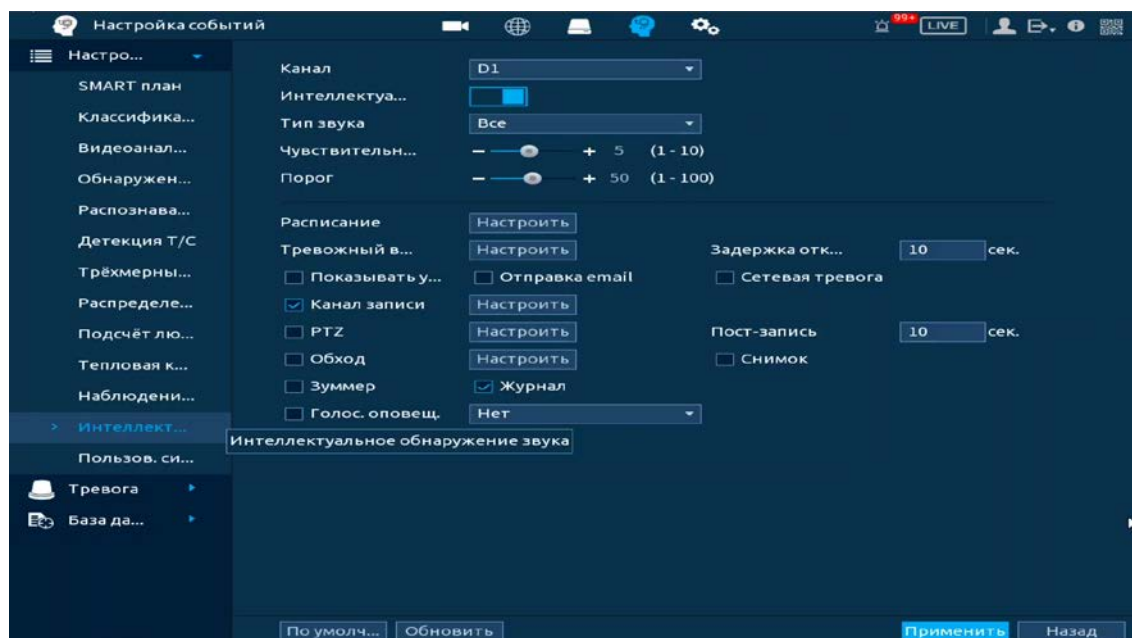 Настройка событий
99+
LIVE
Настро...
SMART план
Классифика...
Видеоанал...
Обнаружен...
Распознава...
Детекция Т/С
Трёхмерны...
Распределе...
Подсчёт лю...
Тепловая к...
Наблюдени...
> Интеллект...
Пользов. си...
Тревога
База да...
Канал D1
Интеллектуа...
Тип звука Все
Чувствительн... − + 5 (1 - 10)
Порог − + 50 (1 - 100)
Расписание Настроить
Тревожный в... Настроить Задержка отк... 10 сек.
Показывать у... Отправка email Сетевая тревога
Канал записи Настроить
PTZ Настроить Пост-запись 10 сек.
Обход Настроить Снимок
Зуммер Журнал
Голос. оповещ. Нет
Интеллектуальное обнаружение звука
По умолч... Обновить Применить Назад